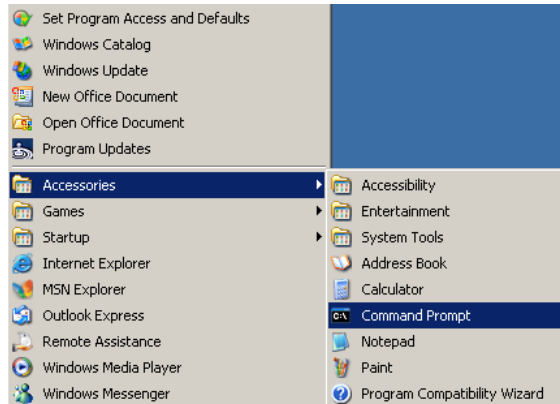 Set Program Access and Defaults
Windows Catalog
Windows Update
New Office Document
Open Office Document
Program Updates
Accessories
Games
Startup
Internet Explorer
MSN Explorer
Outlook Express
Remote Assistance
Windows Media Player
Windows Messenger
Accessibility
Entertainment
System Tools
Address Book
Calculator
C:\ Command Prompt
Notepad
Paint
Program Compatibility Wizard